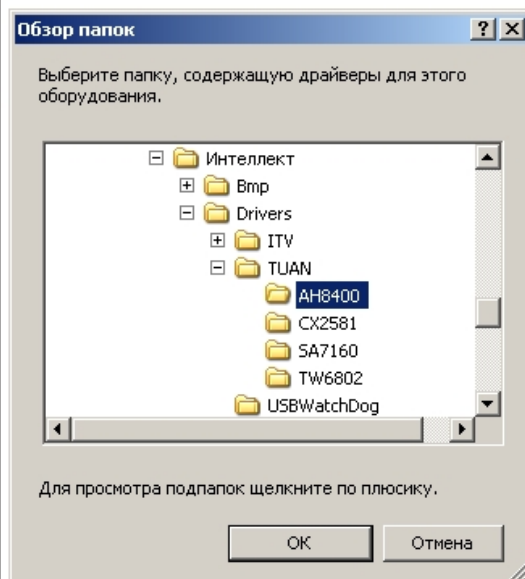 Обзор папок
Выберите папку, содержащую драйверы для этого
оборудования.
Интеллект
Bmp
Drivers
ITV
TUAN
AH8400
CX2581
SA7160
TW6802
USBWatchDog
Для просмотра подпапок щелкните по плюсику.
ОК
Отмена